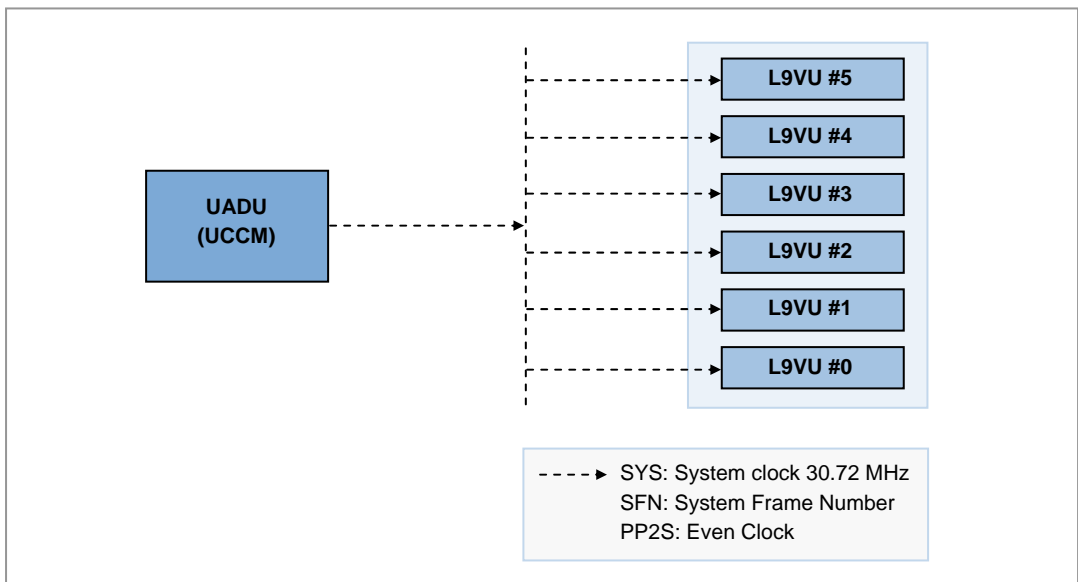 L9VU #5
L9VU #4
L9VU #3
UADU
(UCCM)
L9VU #2
L9VU #1
L9VU #0
SYS: System clock 30.72 MHz
SFN: System Frame Number
PP2S: Even Clock